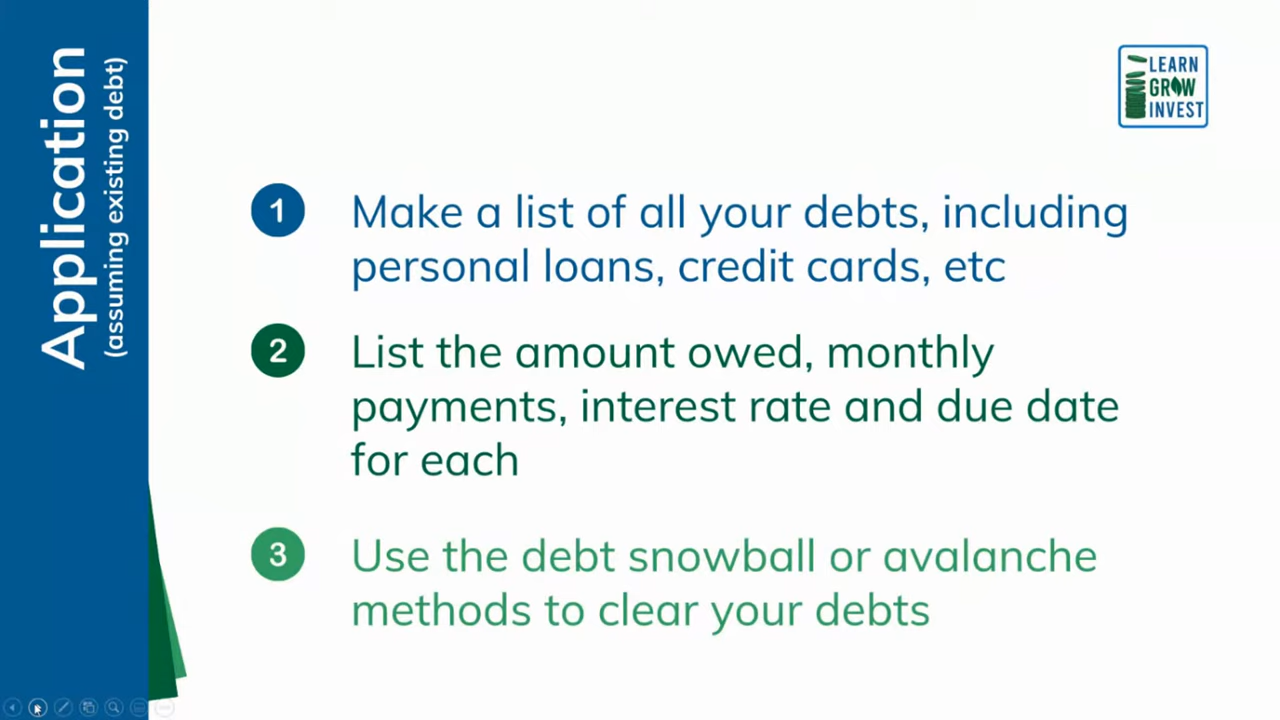 Application
(assuming existing debt)
LEARN
GROW
INVEST
1 Make a list of all your debts, including
personal loans, credit cards, etc
2 List the amount owed, monthly
payments, interest rate and due date
for each
3 Use the debt snowball or avalanche
methods to clear your debts